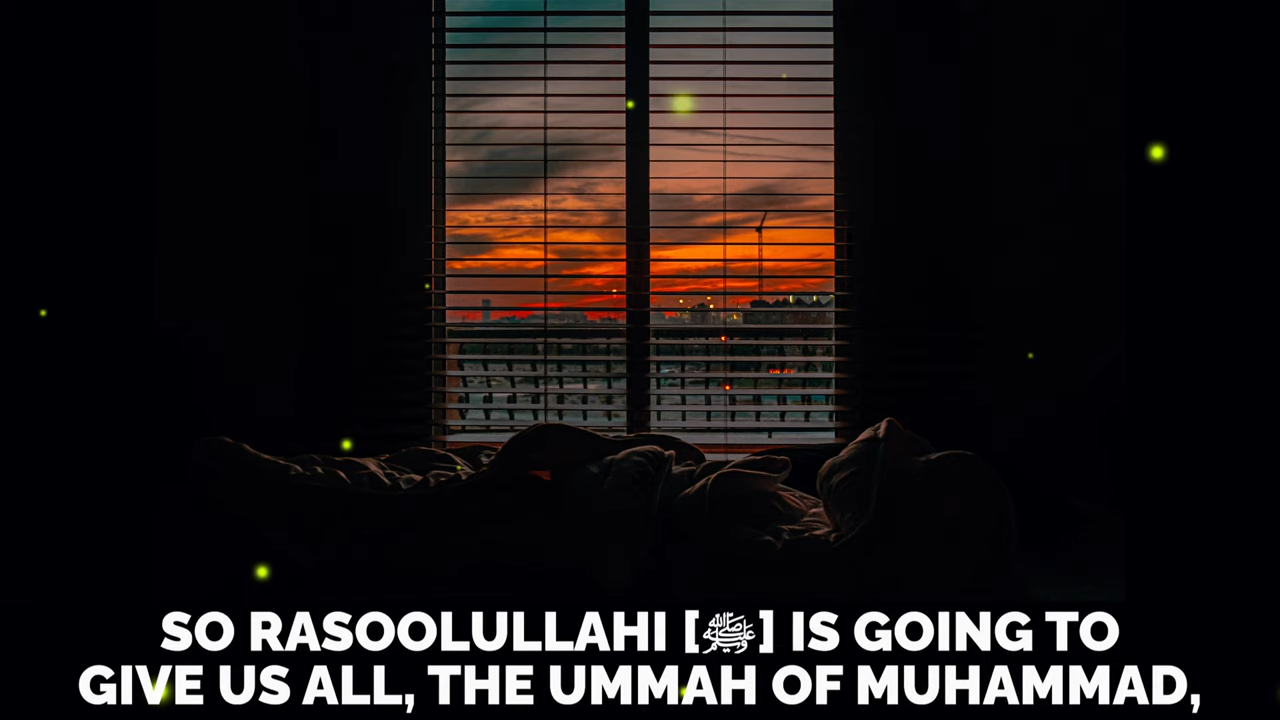 SO RASOOLULLAHI [ﷺ] IS GOING TO
GIVE US ALL, THE UMMAH OF MUHAMMAD,